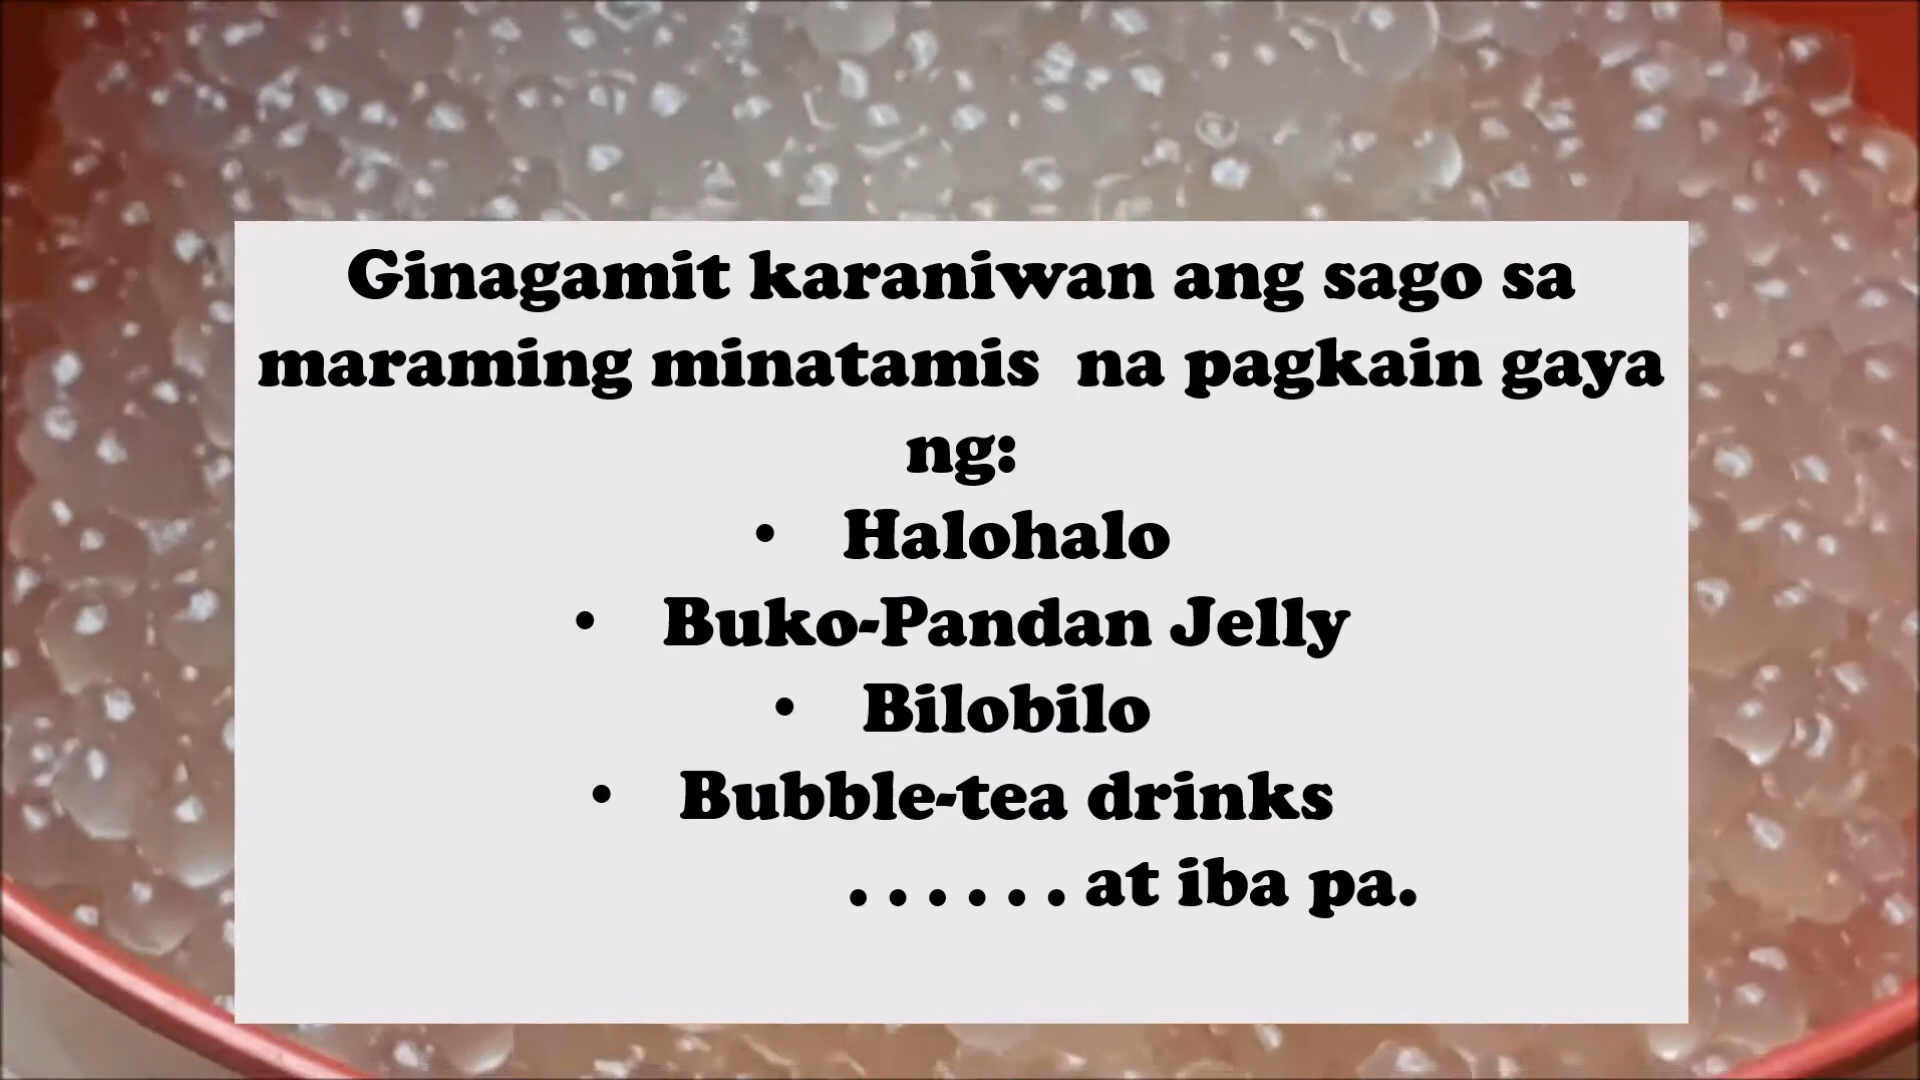 Ginagamit karaniwan ang sago sa
maraming minatamis na pagkain gaya
ng:
• Halohalo
• Buko-Pandan Jelly
• Bilobilo
• Bubble-tea drinks
. . . . . . at iba pa.